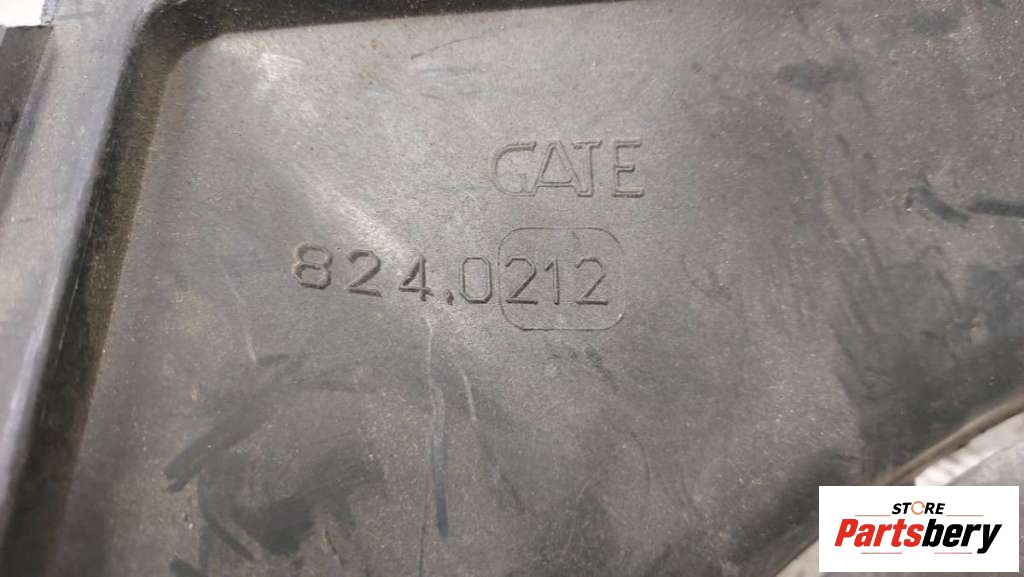 GATE
824.0212
STORE
Partsbery